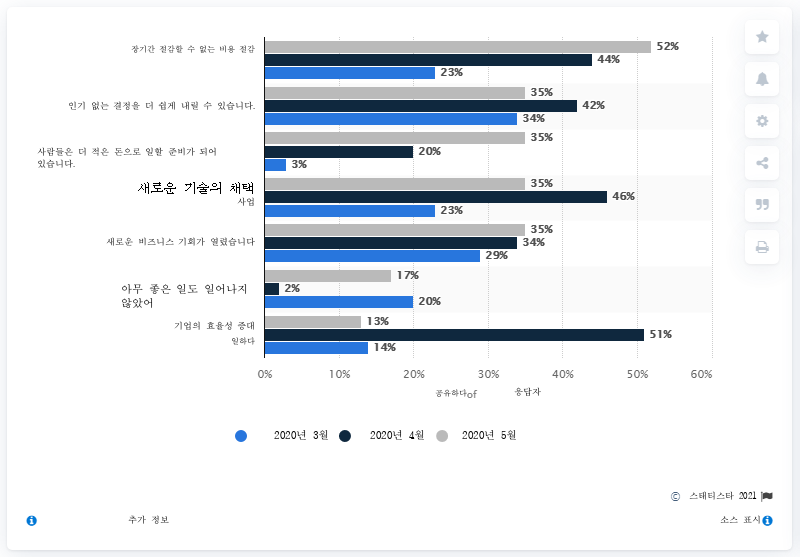 장기간 절감할 수 없는 비용 절감
52%
44%
23%
인기 없는 결정을 더 쉽게 내릴 수 있습니다.
35%
42%
34%
사람들은 더 적은 돈으로 일할 준비가 되어
있습니다.
35%
20%
3%
새로운 기술의 채택
사업
35%
46%
23%
새로운 비즈니스 기회가 열렸습니다
35%
34%
29%
아무 좋은 일도 일어나지
않았어
17%
2%
20%
기업의 효율성 증대
일하다
13%
51%
14%
0% 10% 20% 30% 40% 50% 60%
공유하다of 응답자
2020년 3월 2020년 4월 2020년 5월
© 스태티스타 2021
추가 정보 소스 표시